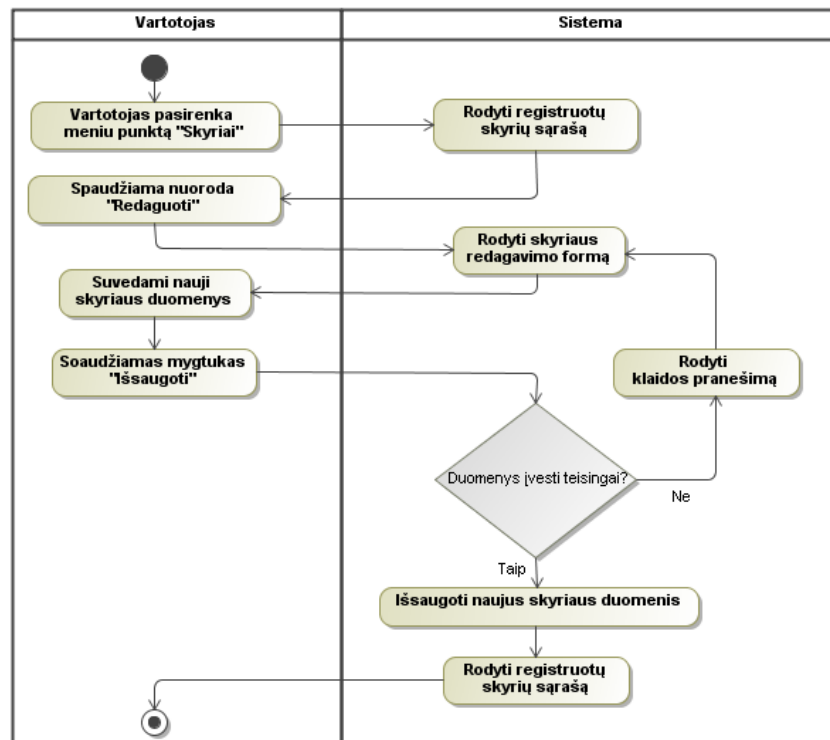 Vartotojas
Sistema
Vartotojas pasirenka
meniu punktą "Skyriai"
Rodyti registruotų
skyrių sąrašą
Spaudžiama nuoroda
"Redaguoti"
Rodyti skyriaus
redagavimo formą
Suvedami nauji
skyriaus duomenys
Soaudžiamas mygtukas
"Išsaugoti"
Rodyti
klaidos pranešimą
Duomenys įvesti teisingai?
Ne
Taip
Išsaugoti naujus skyriaus duomenis
Rodyti registruotų
skyrių sąrašą